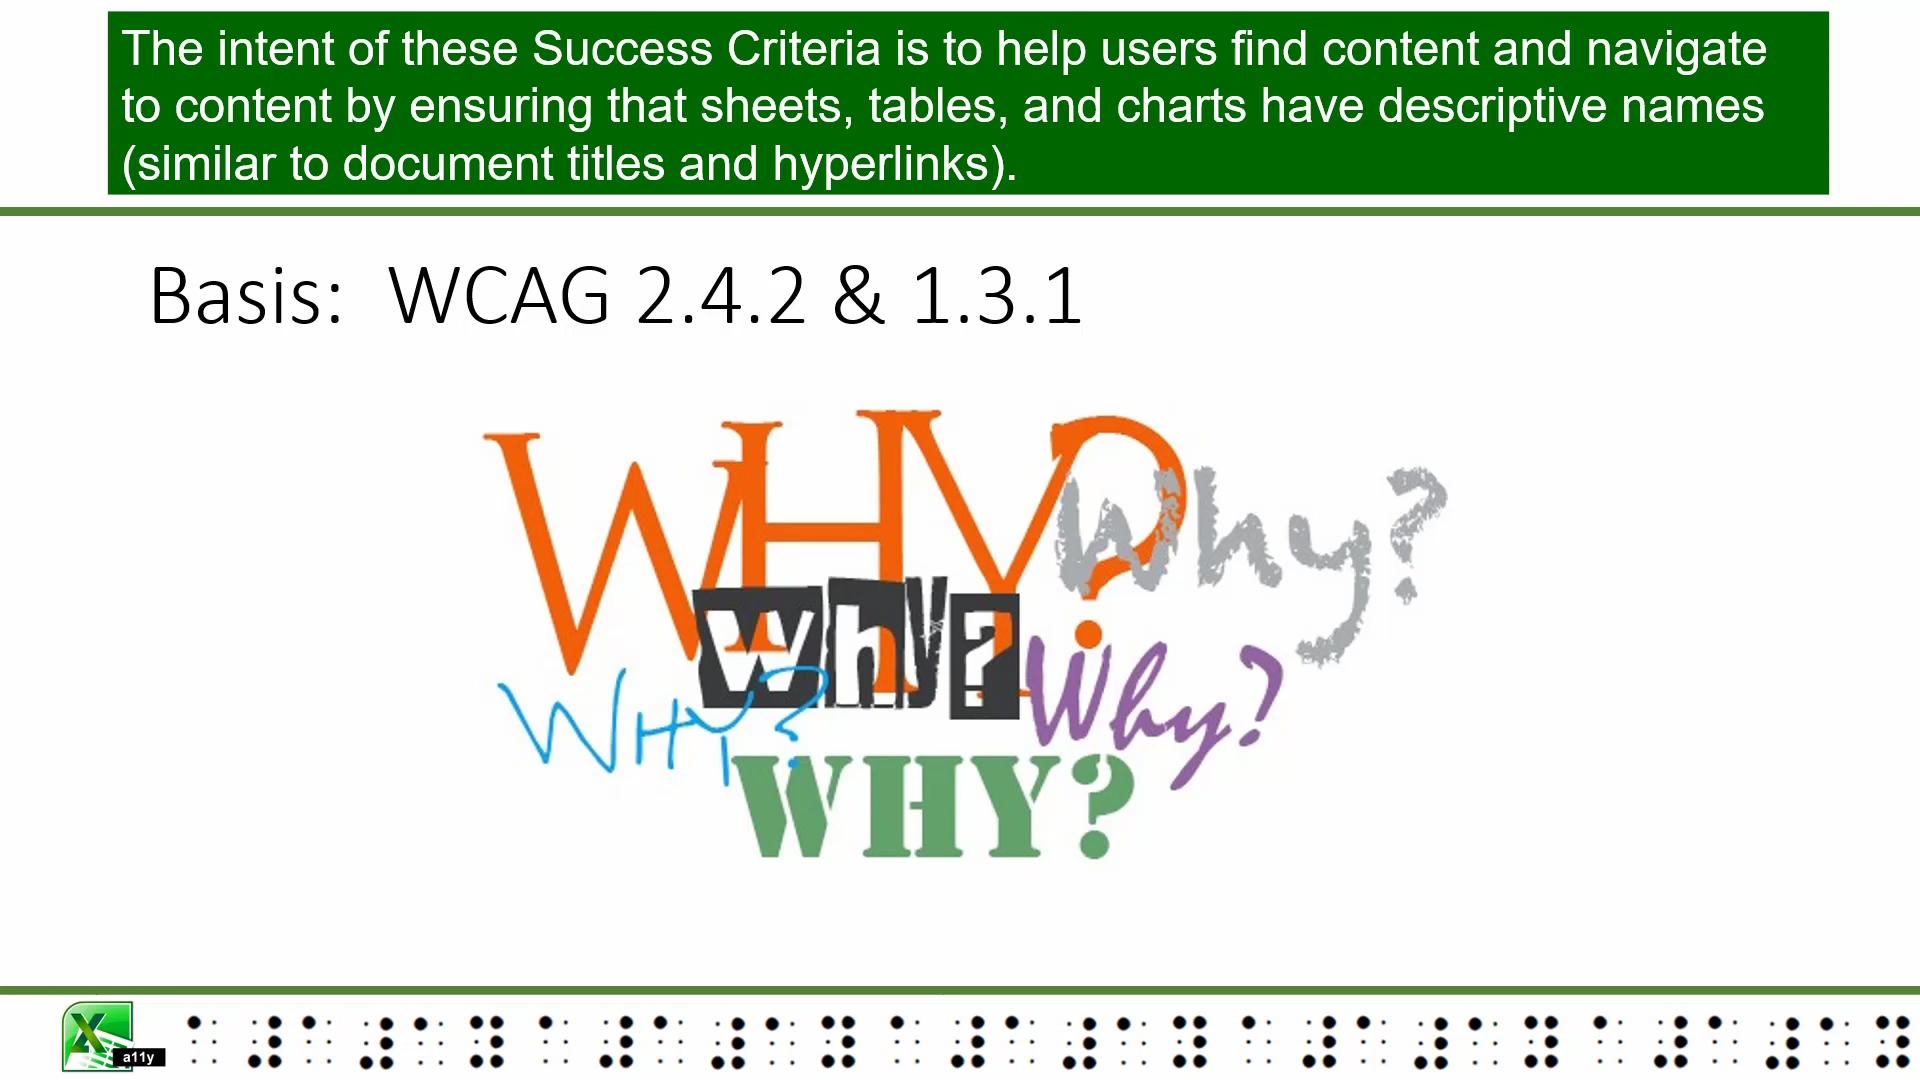 The intent of these Success Criteria is to help users find content and navigate
to content by ensuring that sheets, tables, and charts have descriptive names
(similar to document titles and hyperlinks).
Basis: WCAG 2.4.2 & 1.3.1
WHY?
Why?
why?
Why?
WHY?
WHY?
a11y